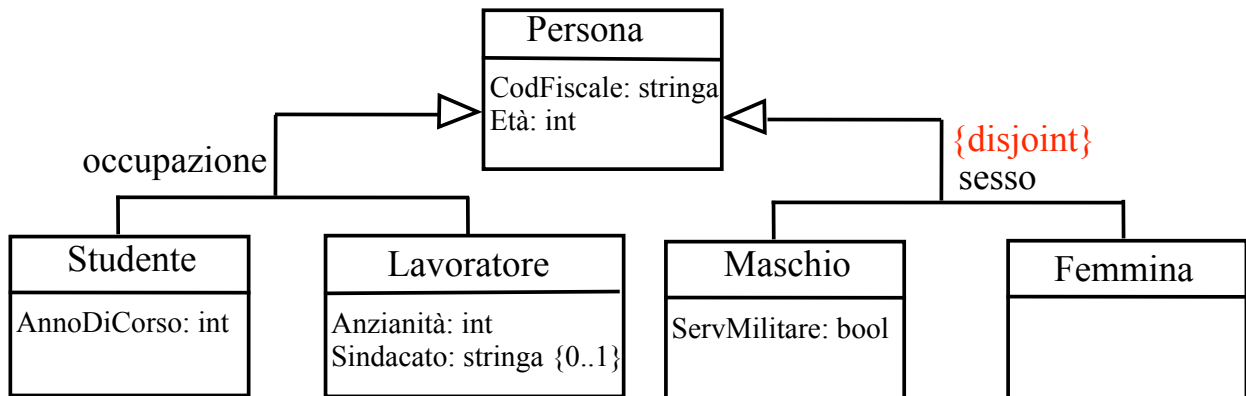 Persona
CodFiscale: stringa
Età: int
occupazione
{disjoint}
sesso
Studente
AnnoDiCorso: int
Lavoratore
Anzianità: int
Sindacato: stringa {0..1}
Maschio
ServMilitare: bool
Femmina